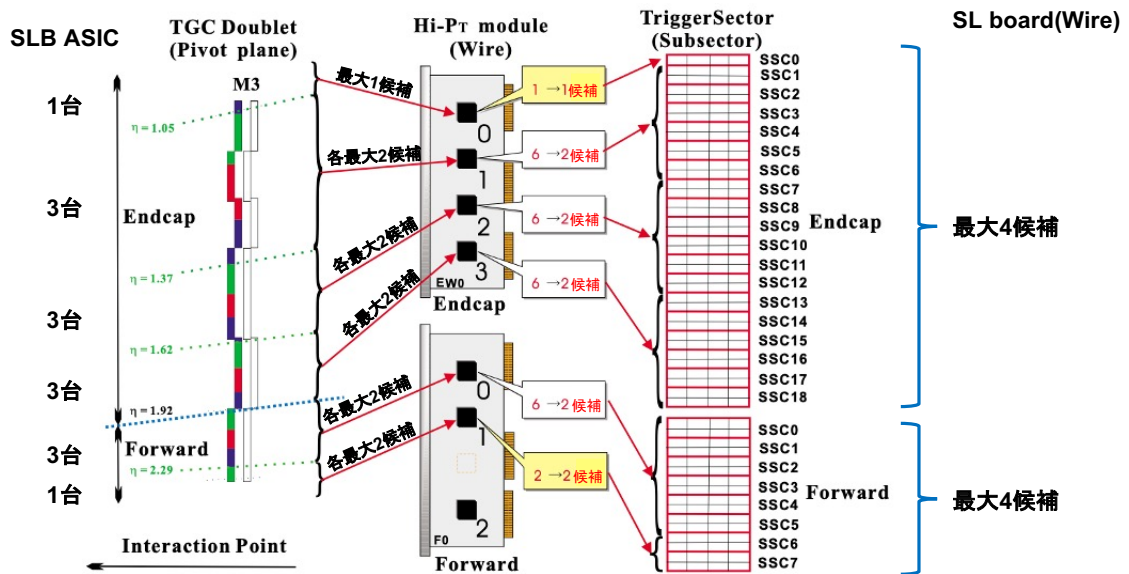 SLB ASIC
TGC Doublet
(Pivot plane)
Hi-PT module
(Wire)
TriggerSector
(Subsector)
SL board(Wire)
M3
1台
3台
3台
3台
3台
1台
η=1.05
η=1.37
η=1.62
η=1.92
η=2.29
Endcap
Forward
Interaction Point
最大1候補
各最大2候補
各最大2候補
各最大2候補
各最大2候補
各最大2候補
0
1
2
3
EW0
Endcap
0
1
2
F0
Forward
1 →1候補
6 →2候補
6 →2候補
6 →2候補
6 →2候補
2 →2候補
SSC0
SSC1
SSC2
SSC3
SSC4
SSC5
SSC6
SSC7
SSC8
SSC9
SSC10
SSC11
SSC12
SSC13
SSC14
SSC15
SSC16
SSC17
SSC18
Endcap
最大4候補
SSC0
SSC1
SSC2
SSC3
SSC4
SSC5
SSC6
SSC7
Forward
最大4候補